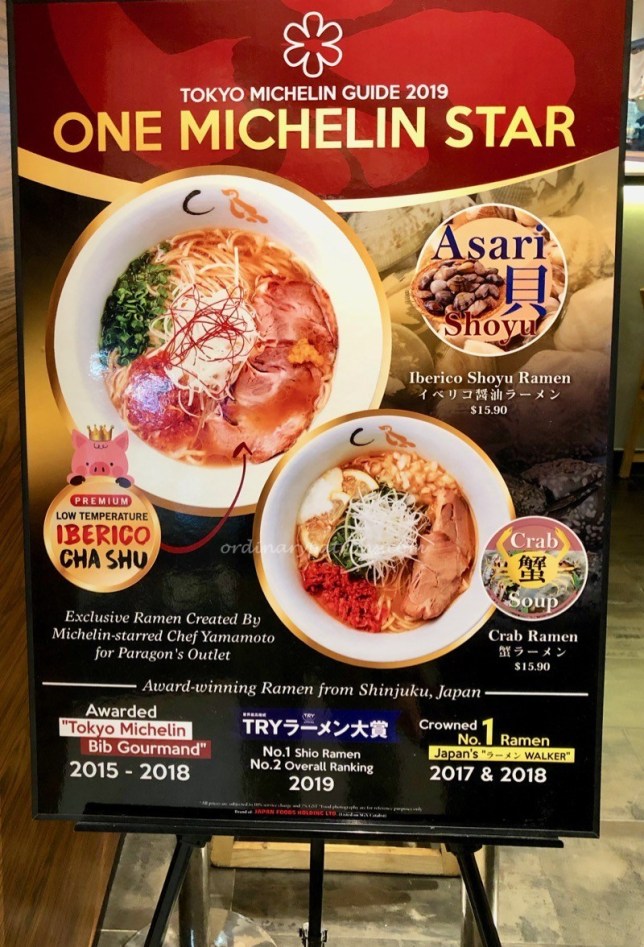 TOKYO MICHELIN GUIDE 2019
ONE MICHELIN STAR
Asari
貝
Shoyu
Iberico Shoyu Ramen
イベリコ醤油ラーメン
$15.90
PREMIUM
LOW TEMPERATURE
IBERICO
CHA SHU
Crab
蟹
Soup
Crab Ramen
蟹ラーメン
$15.90
Exclusive Ramen Created By
Michelin-starred Chef Yamamoto
for Paragon's Outlet
Award-winning Ramen from Shinjuku, Japan
Awarded
"Tokyo Michelin
Bib Gourmand"
2015 - 2018
TRY
TRYラーメン大賞
No.1 Shio Ramen
No.2 Overall Ranking
2019
Crowned
No.1 Ramen
Japan's "ラーメン WALKER"
2017 & 2018
Brand of: JAPAN FOODS HOLDING LTD